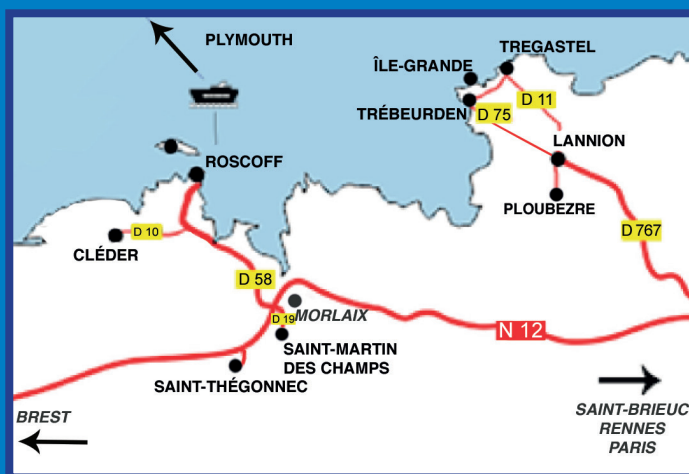 PLYMOUTH
TREGASTEL
ÎLE-GRANDE
D 11
TRÉBEURDEN
D 75
LANNION
ROSCOFF
PLOUBEZRE
D 10
D 767
CLÉDER
D 58
D 19
MORLAIX
N 12
SAINT-MARTIN
DES CHAMPS
SAINT-THÉGONNEC
BREST
SAINT-BRIEUC
RENNES
PARIS